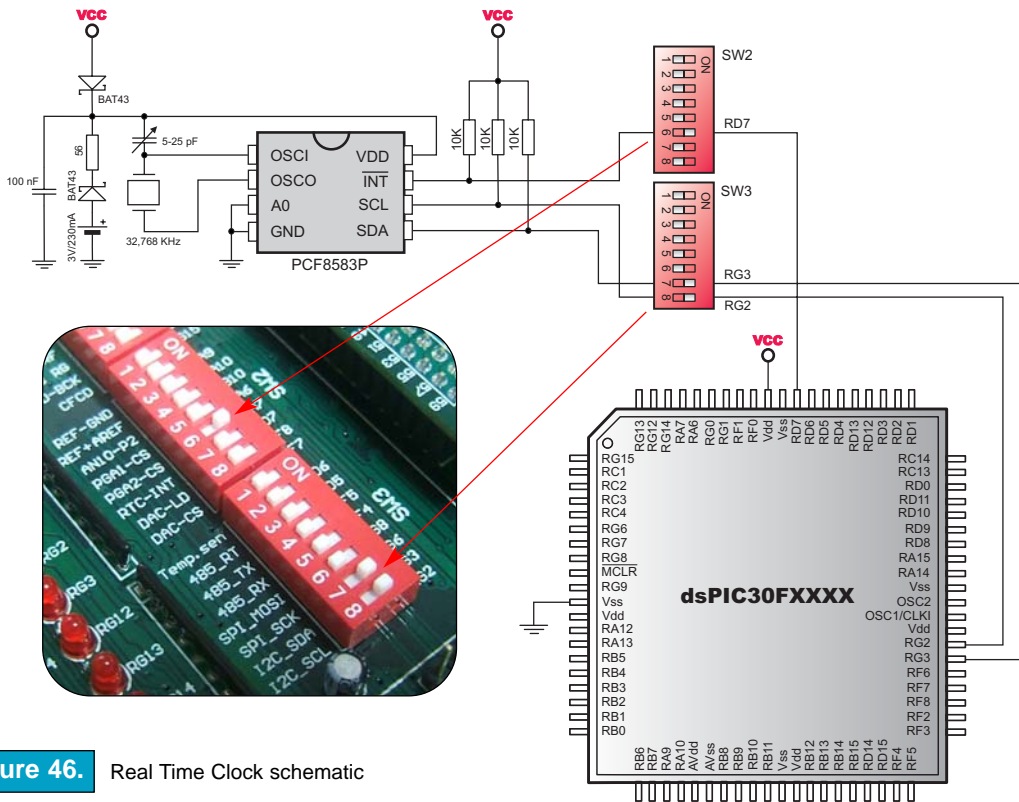 VCC
BAT43
5-25 pF
56
BAT43
100 nF
3V/230mA
+
32,768 KHz
OSCI
OSCO
A0
GND
VDD
INT
SCL
SDA
PCF8583P
VCC
10K
10K
10K
SW2
ON
1
2
3
4
5
6
7
8
RD7
SW3
ON
1
2
3
4
5
6
7
8
RG3
RG2
VCC
ON
1
2
3
4
5
6
7
8
SW2
ON
1
2
3
4
5
6
7
8
SW3
CFCD
REF-GND
REF+AREF
AN10-P2
PGA1-CS
PGA2-CS
RTC-INT
DAC-LD
DAC-CS
Temp.sen
485_RT
485_TX
485_RX
SPI_MOSI
SPI_SCK
I2C_SDA
I2C_SCL
RG2
RG3
RG12
RG13
RG13
RG12
RG14
RA7
RA6
RG0
RG1
RF1
RF0
Vdd
Vss
RD7
RD6
RD5
RD4
RD13
RD12
RD3
RD2
RD1
RG15
RC1
RC2
RC3
RC4
RG6
RG7
RG8
MCLR
RG9
Vss
Vdd
RA12
RA13
RB5
RB4
RB3
RB2
RB1
RB0
dsPIC30FXXXX
RC14
RC13
RD0
RD11
RD10
RD9
RD8
RA15
RA14
Vss
OSC2
OSC1/CLKI
Vdd
RG2
RG3
RF6
RF7
RF8
RF2
RF3
RB6
RB7
RA9
RA10
AVdd
AVss
RB8
RB9
RB10
RB11
Vss
Vdd
RB12
RB13
RB14
RB15
RD14
RD15
RF4
RF5
ure 46. Real Time Clock schematic